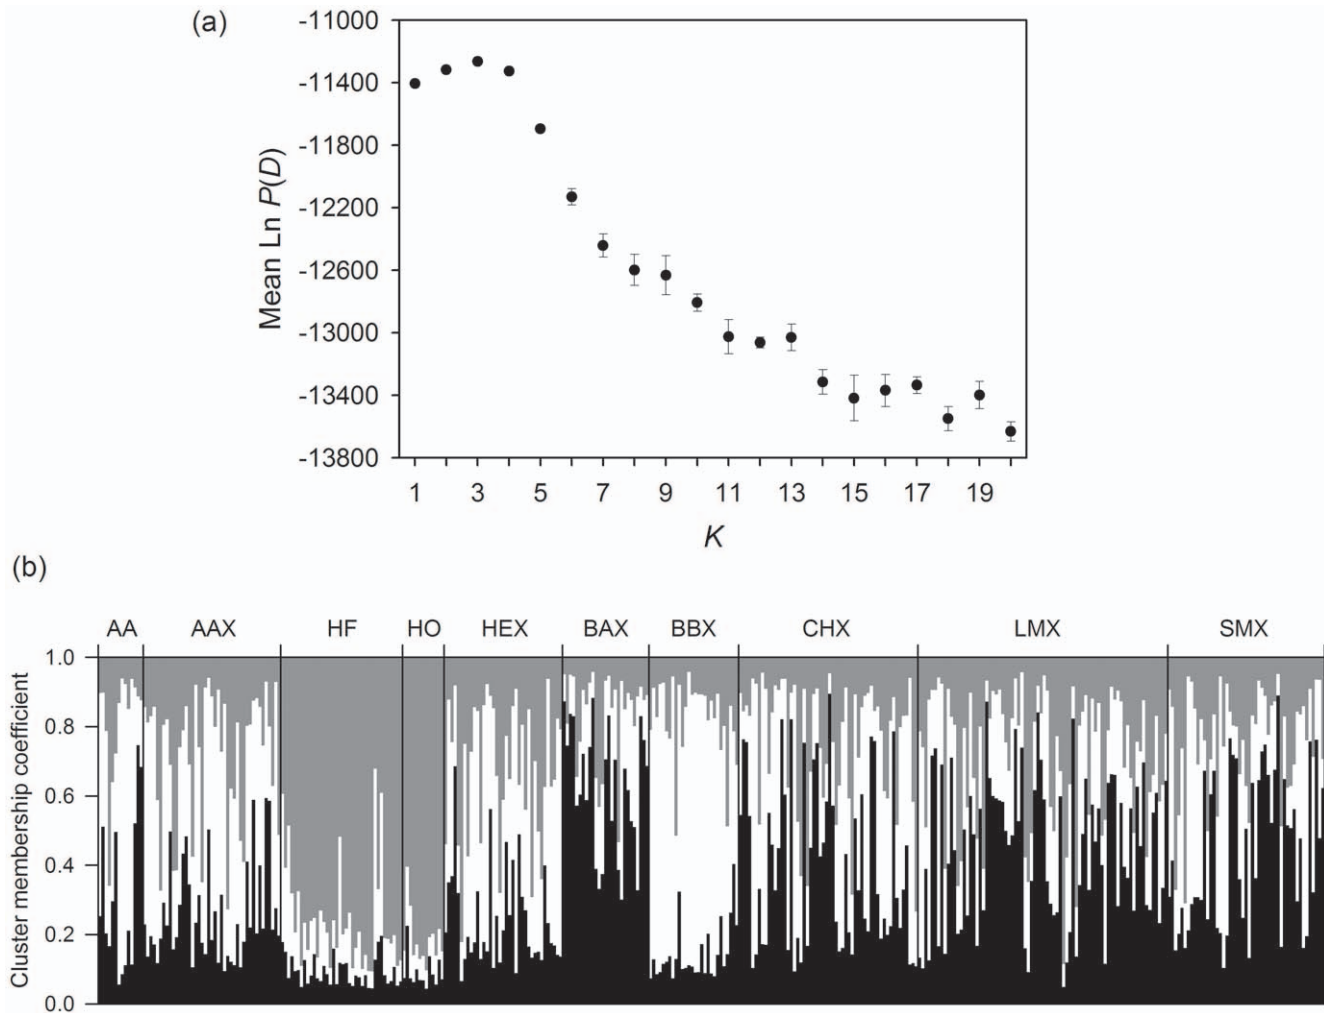 (a)
-11000
-11400
-11800
-12200
-12600
-13000
-13400
-13800
Mean Ln P(D)
1 3 5 7 9 11 13 15 17 19
K
(b)
AA AAX HF HO HEX BAX BBX CHX LMX SMX
1.0
0.8
0.6
0.4
0.2
0.0
Cluster membership coefficient